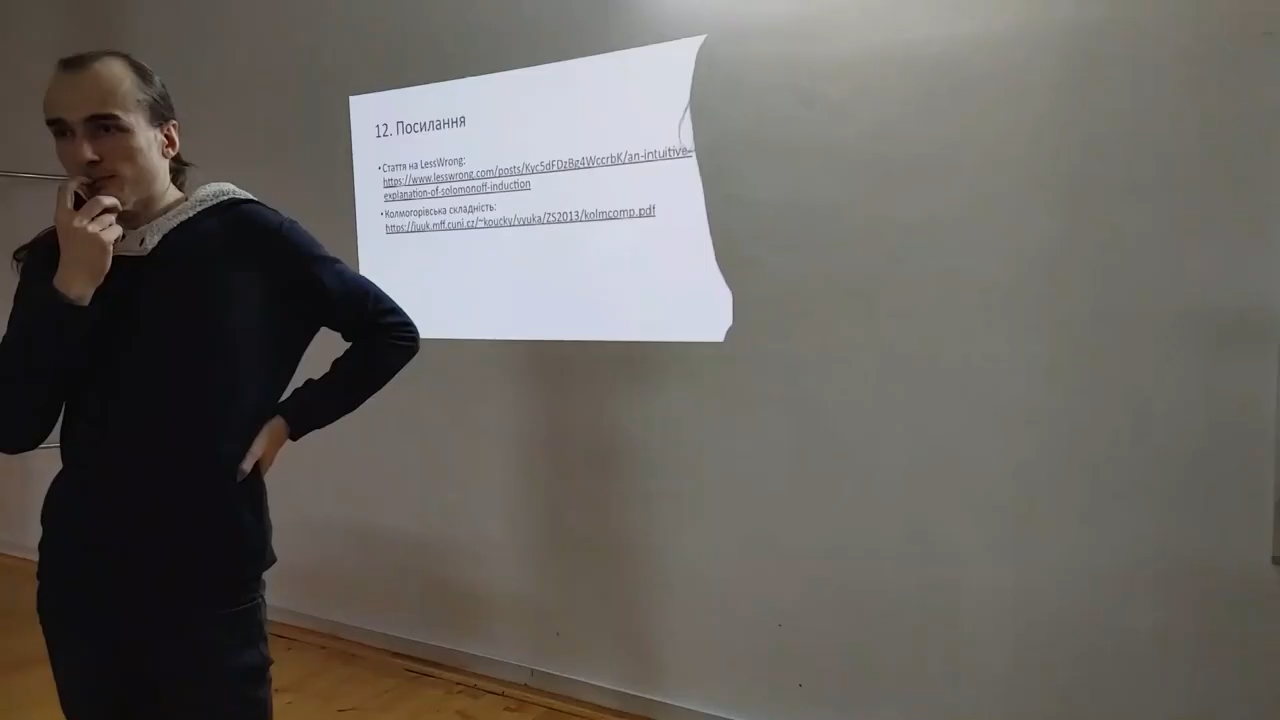 12. Посилання
• Стаття на LessWrong:
https://www.lesswrong.com/posts/Kyc5dFDzBg4WccrbK/an-intuitive-
explanation-of-solomonoff-induction
• Колмогорівська складність:
https://iuuk.mff.cuni.cz/~koucky/vyuka/ZS2013/kolmcomp.pdf